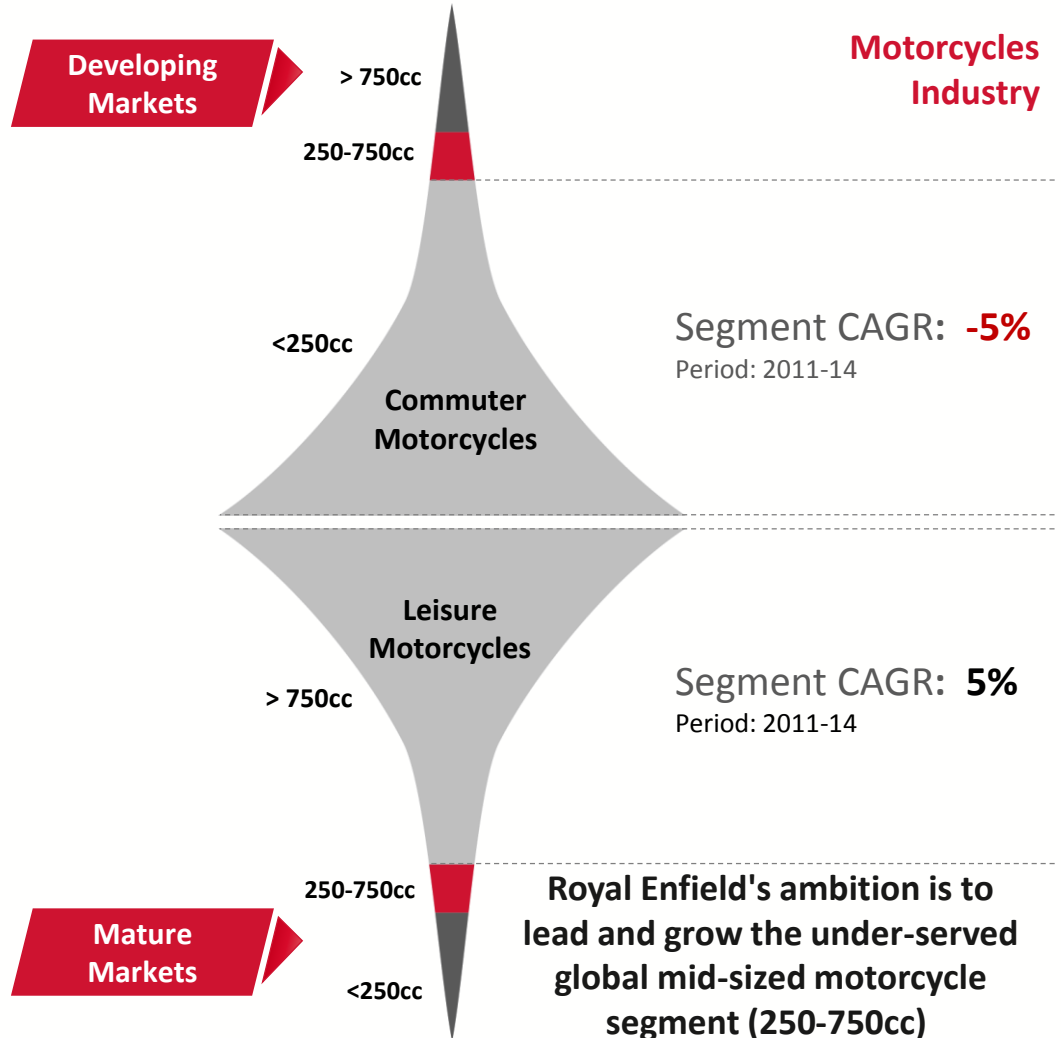 Developing
Markets
> 750cc
Motorcycles
Industry
250-750cc
<250cc
Segment CAGR: -5%
Period: 2011-14
Commuter
Motorcycles
Leisure
Motorcycles
> 750cc
Segment CAGR: 5%
Period: 2011-14
250-750cc
Mature
Markets
<250cc
Royal Enfield's ambition is to
lead and grow the under-served
global mid-sized motorcycle
segment (250-750cc)